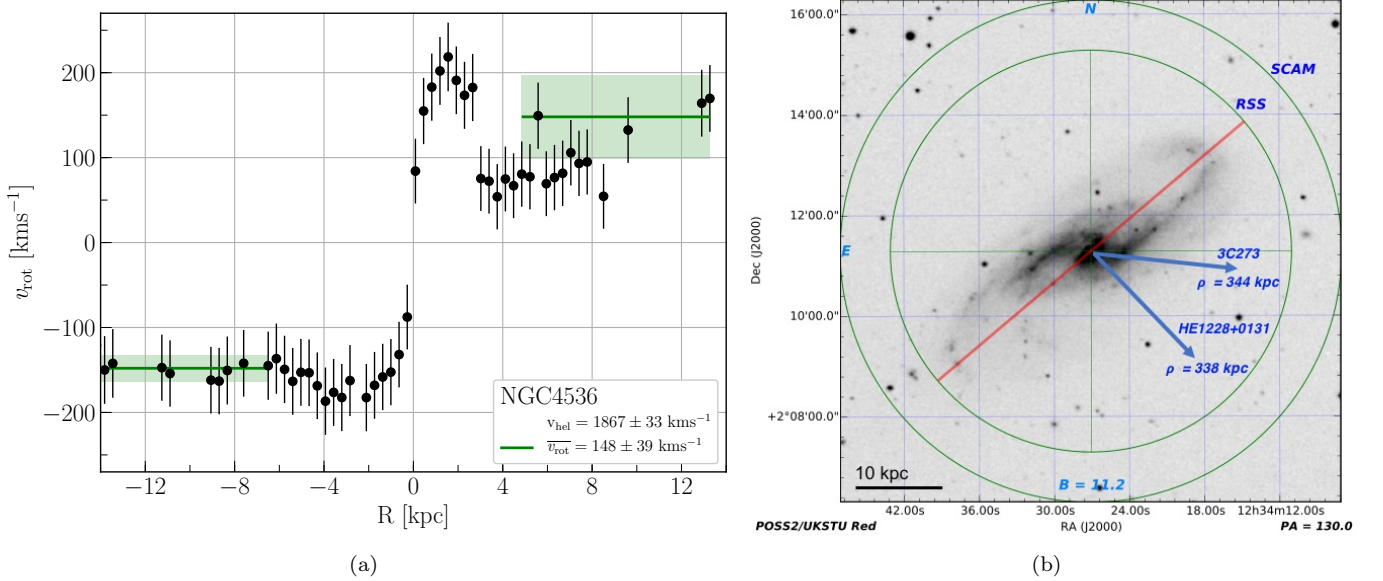 200
100
0
−100
−200
v_rot [kms⁻¹]
−12 −8 −4 0 4 8 12
R [kpc]
NGC4536
v_hel = 1867 ± 33 kms⁻¹
v̅_rot = 148 ± 39 kms⁻¹
(a)
16'00.0"
14'00.0"
12'00.0"
10'00.0"
+2°08'00.0"
Dec (J2000)
N
SCAM
RSS
E
3C273
ρ = 344 kpc
HE1228+0131
ρ = 338 kpc
10 kpc
B = 11.2
42.00s 36.00s 30.00s 24.00s 18.00s 12h34m12.00s
POSS2/UKSTU Red
RA (J2000)
PA = 130.0
(b)